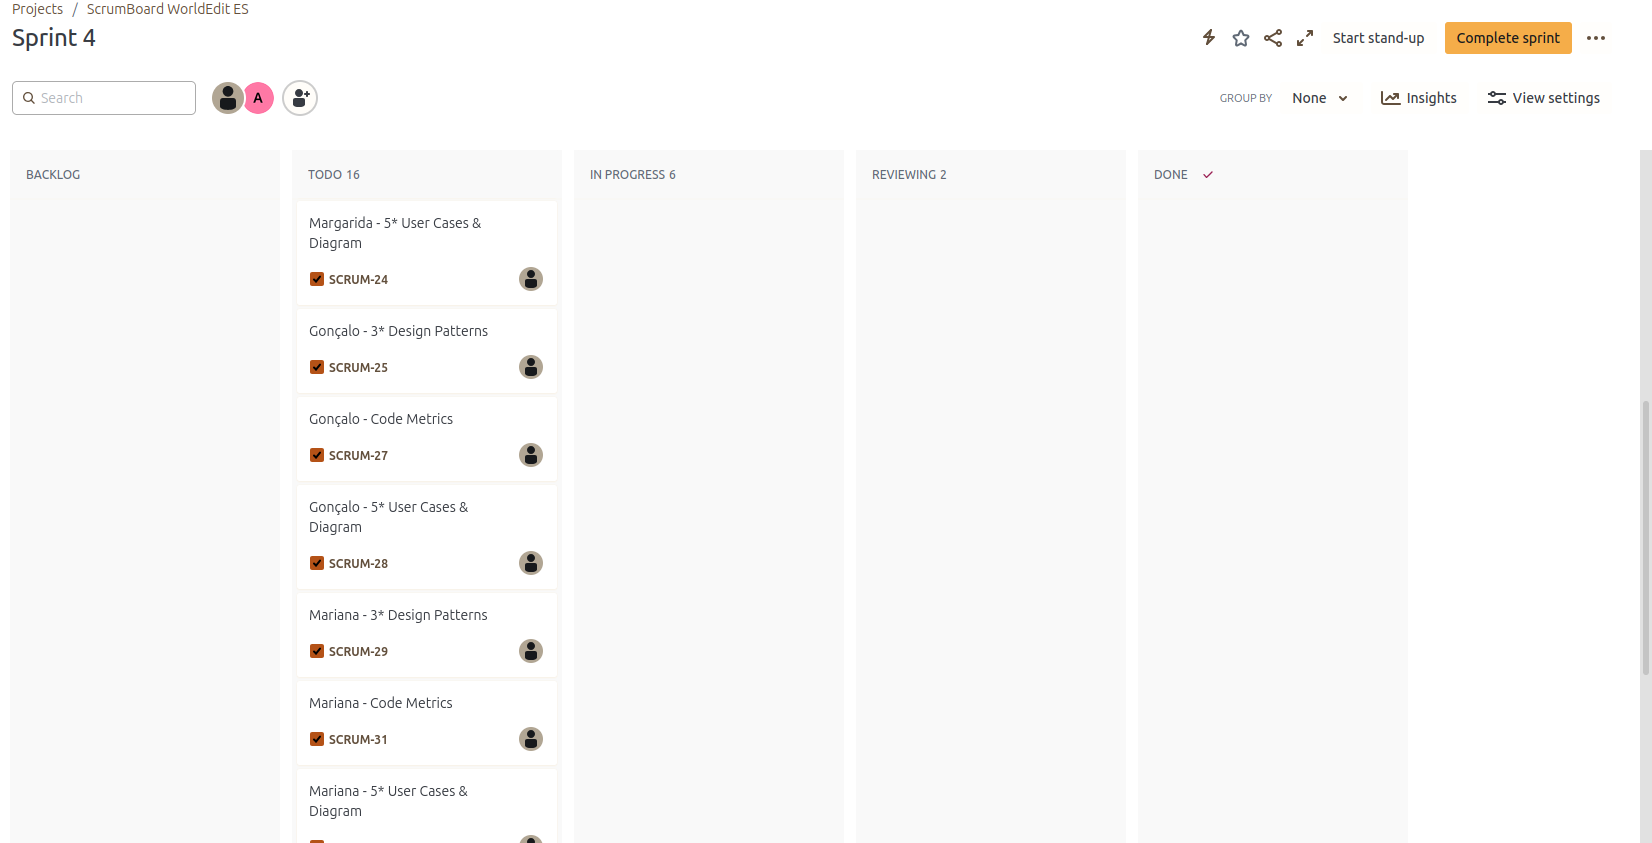 Projects / ScrumBoard WorldEdit ES
Sprint 4
Start stand-up
Complete sprint
Search
A
GROUP BY
None
Insights
View settings
BACKLOG
TODO 16
IN PROGRESS 6
REVIEWING 2
DONE
Margarida - 5* User Cases &
Diagram
SCRUM-24
Gonçalo - 3* Design Patterns
SCRUM-25
Gonçalo - Code Metrics
SCRUM-27
Gonçalo - 5* User Cases &
Diagram
SCRUM-28
Mariana - 3* Design Patterns
SCRUM-29
Mariana - Code Metrics
SCRUM-31
Mariana - 5* User Cases &
Diagram